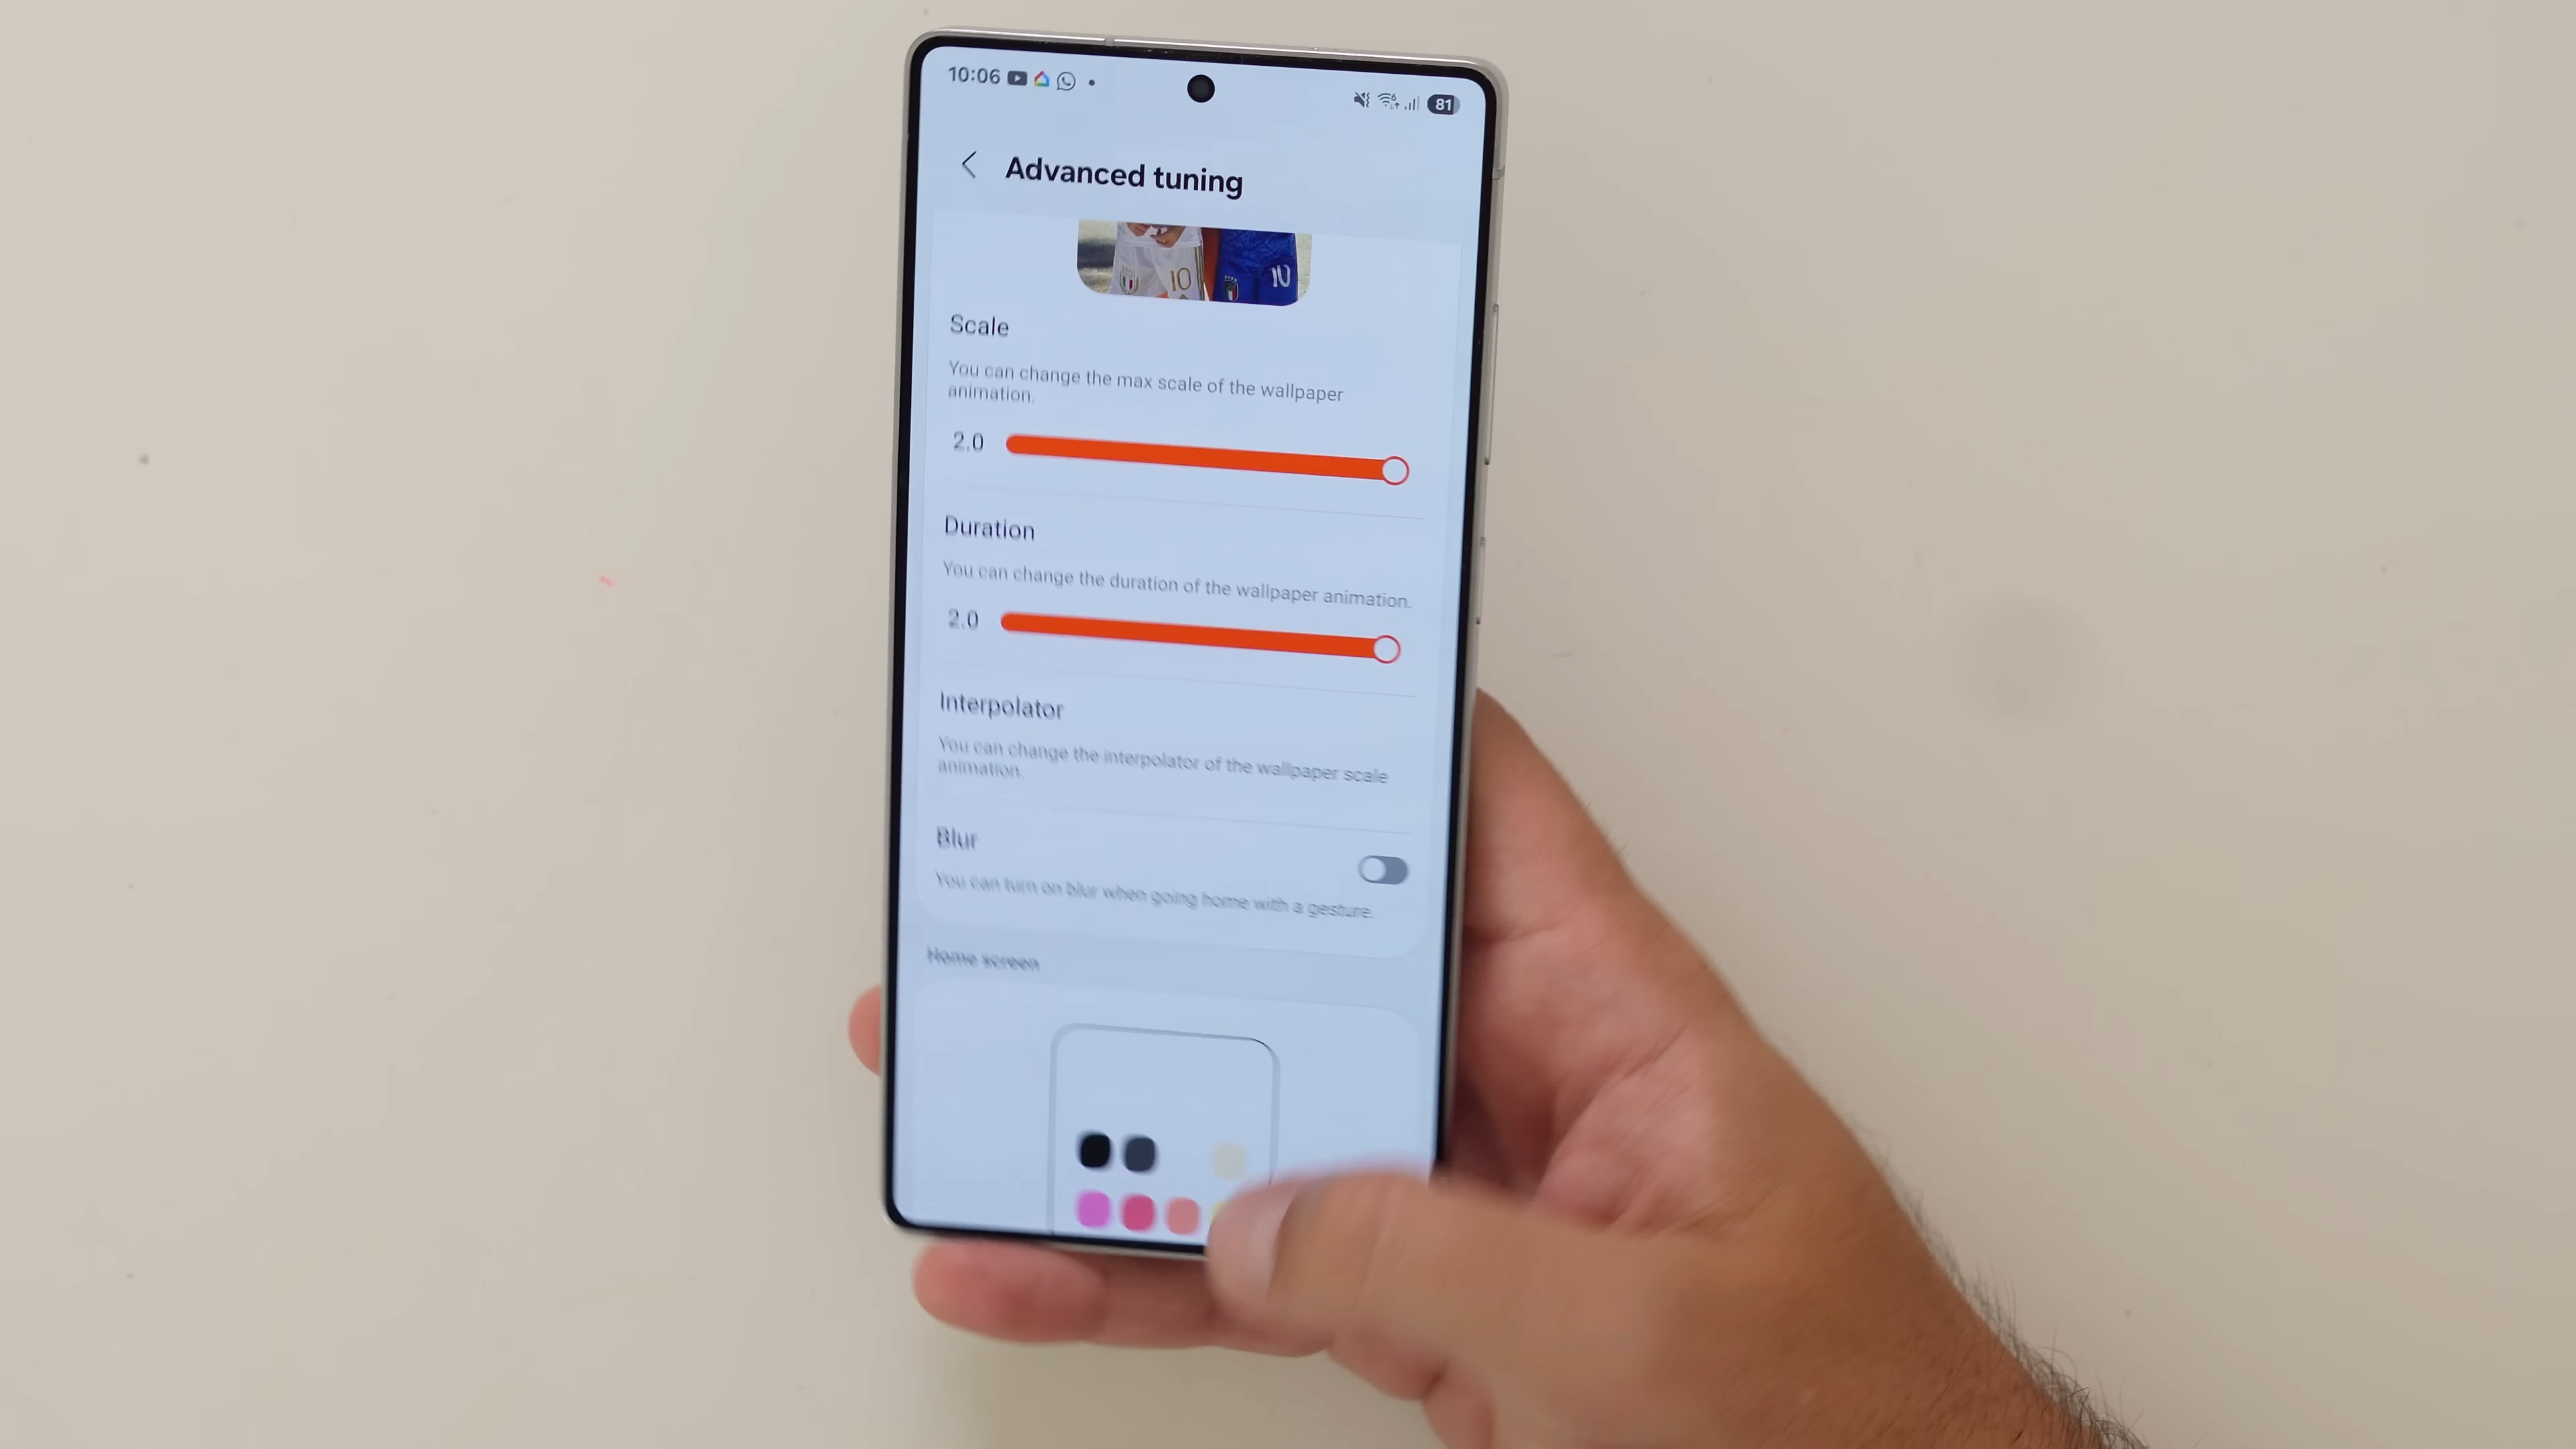 10:06
81
Advanced tuning
10 10
Scale
You can change the max scale of the wallpaper
animation.
2.0
Duration
You can change the duration of the wallpaper animation.
2.0
Interpolator
You can change the interpolator of the wallpaper scale
animation.
Blur
You can turn on blur when going home with a gesture.
Home screen